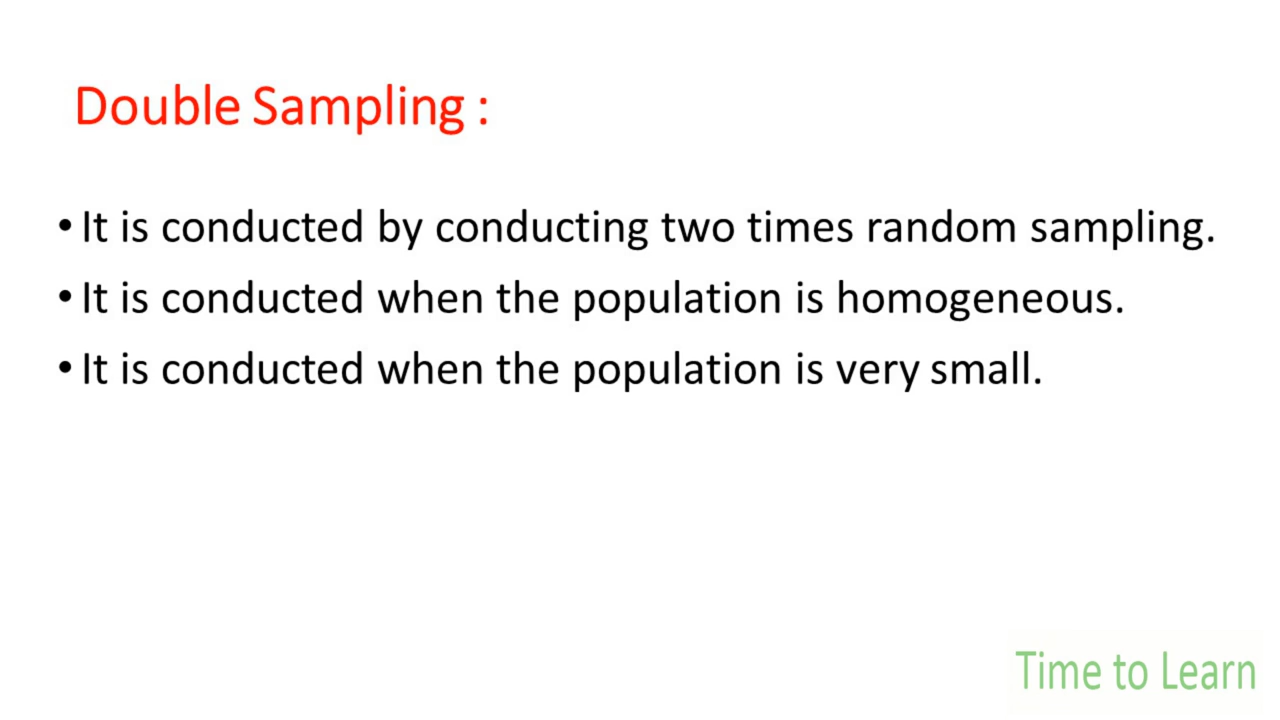 Double Sampling :
• It is conducted by conducting two times random sampling.
• It is conducted when the population is homogeneous.
• It is conducted when the population is very small.
Time to Learn